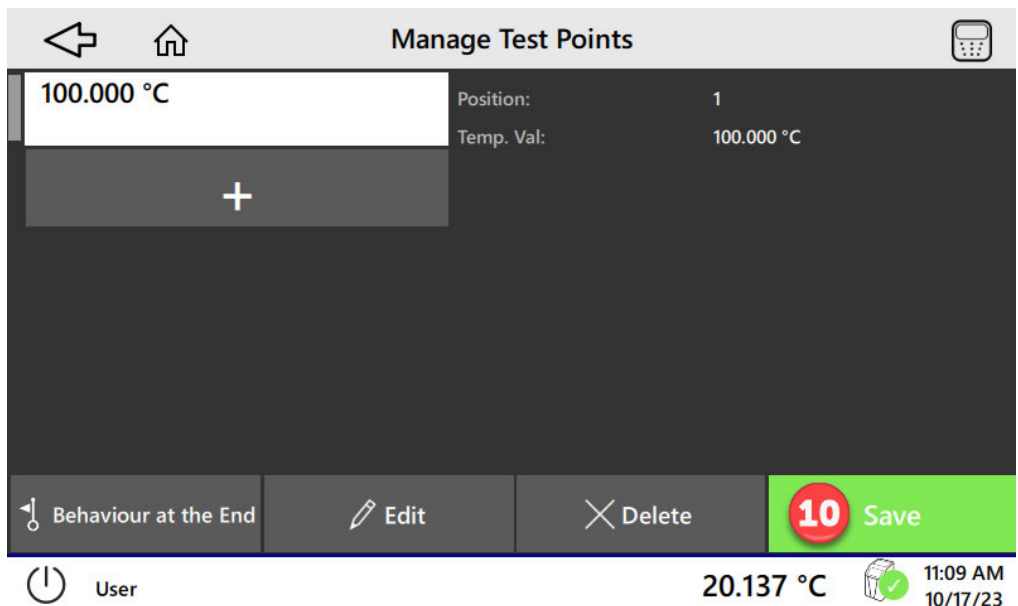 Manage Test Points
100.000 °C
Position: 1
Temp. Val: 100.000 °C
+
Behaviour at the End Edit Delete 10 Save
User 20.137 °C 11:09 AM
10/17/23